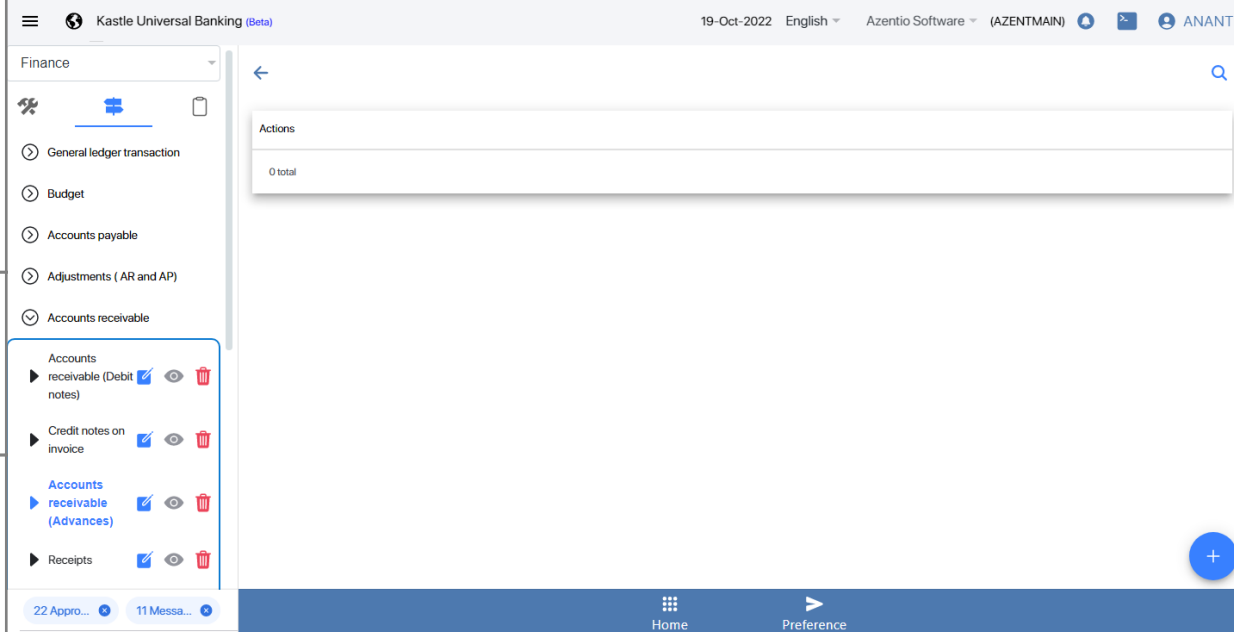 Kastle Universal Banking (Beta)
19-Oct-2022 English Azentio Software (AZENTMAIN) ANANT
Finance
General ledger transaction
Budget
Accounts payable
Adjustments ( AR and AP)
Accounts receivable
Accounts
receivable (Debit
notes)
Credit notes on
invoice
Accounts
receivable
(Advances)
Receipts
22 Appro...
11 Messa...
Actions
0 total
Home
Preference